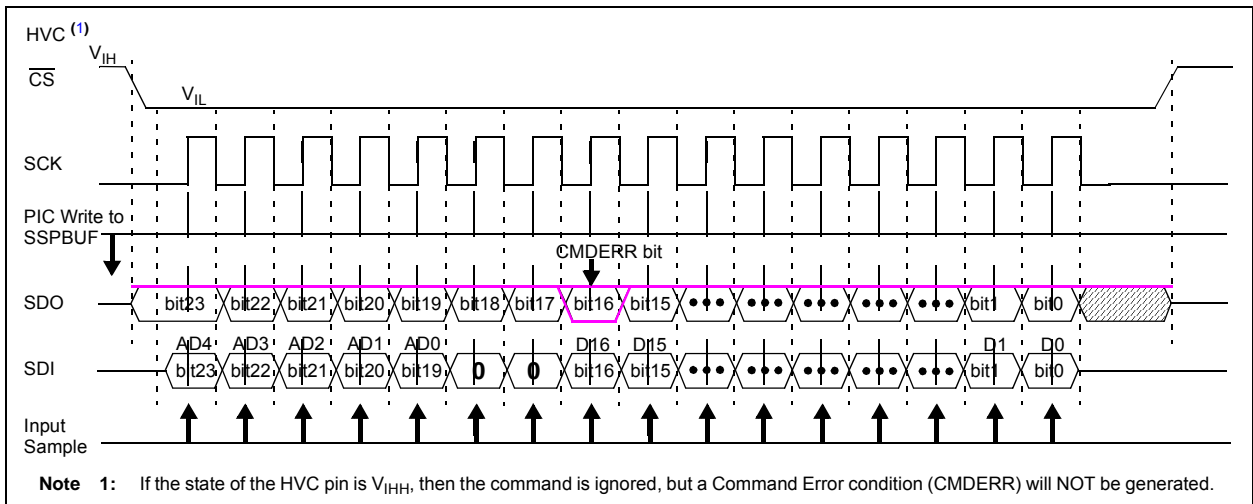 HVC (1)
VIH
CS
VIL
SCK
PIC Write to
SSPBUF
CMDERR bit
SDO bit23 bit22 bit21 bit20 bit19 bit18 bit17 bit16 bit15 ••• ••• ••• ••• ••• bit1 bit0
AD4 AD3 AD2 AD1 AD0 D16 D15 D1 D0
SDI bit23 bit22 bit21 bit20 bit19 0 0 bit16 bit15 ••• ••• ••• ••• ••• bit1 bit0
Input
Sample
Note 1: If the state of the HVC pin is VIHH, then the command is ignored, but a Command Error condition (CMDERR) will NOT be generated.